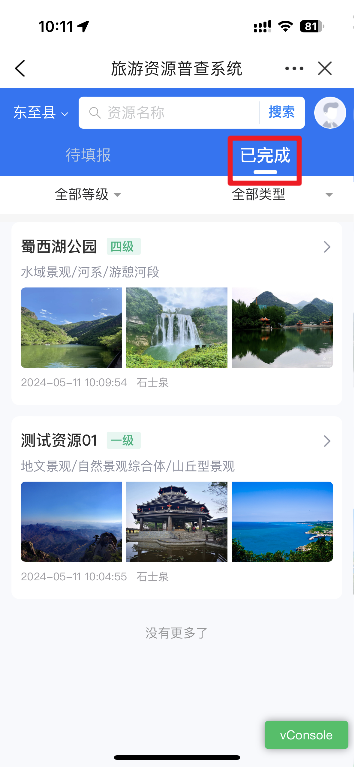 10:11
81
旅游资源普查系统
东至县
资源名称
搜索
待填报
已完成
全部等级
全部类型
蜀西湖公园 四级
水域景观/河系/游憩河段
2024-05-11 10:09:54 石士泉
测试资源01 一级
地文景观/自然景观综合体/山丘型景观
2024-05-11 10:04:55 石士泉
没有更多了
vConsole